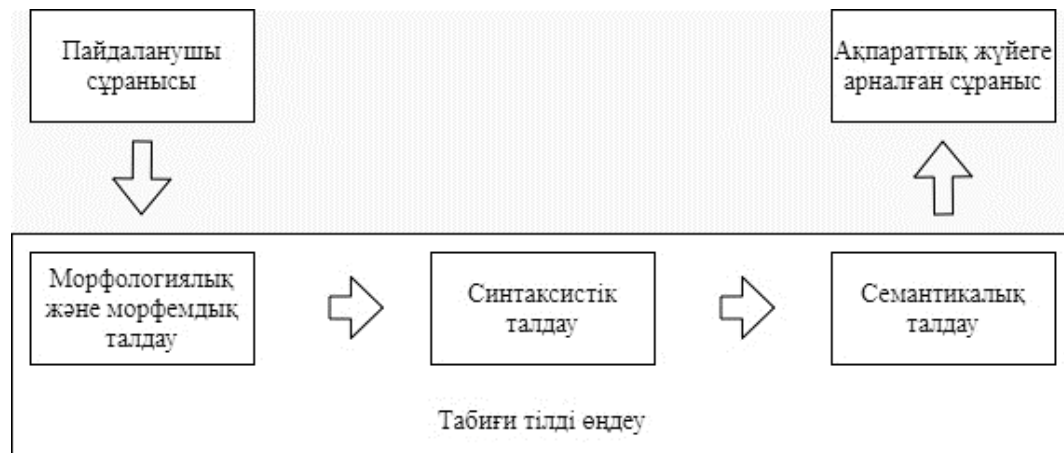 Пайдаланушы
сұранысы
Ақпараттық жүйеге
арналған сұраныс
Морфологиялық
және морфемдық
талдау
Синтаксистік
талдау
Семантикалық
талдау
Табиғи тілді өңдеу